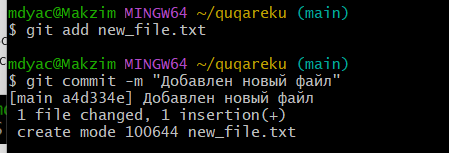 mdyac@Makzim MINGW64 ~/quqareku (main)
$ git add new_file.txt
mdyac@Makzim MINGW64 ~/quqareku (main)
$ git commit -m "Добавлен новый файл"
[main a4d334e] Добавлен новый файл
 1 file changed, 1 insertion(+)
 create mode 100644 new_file.txt